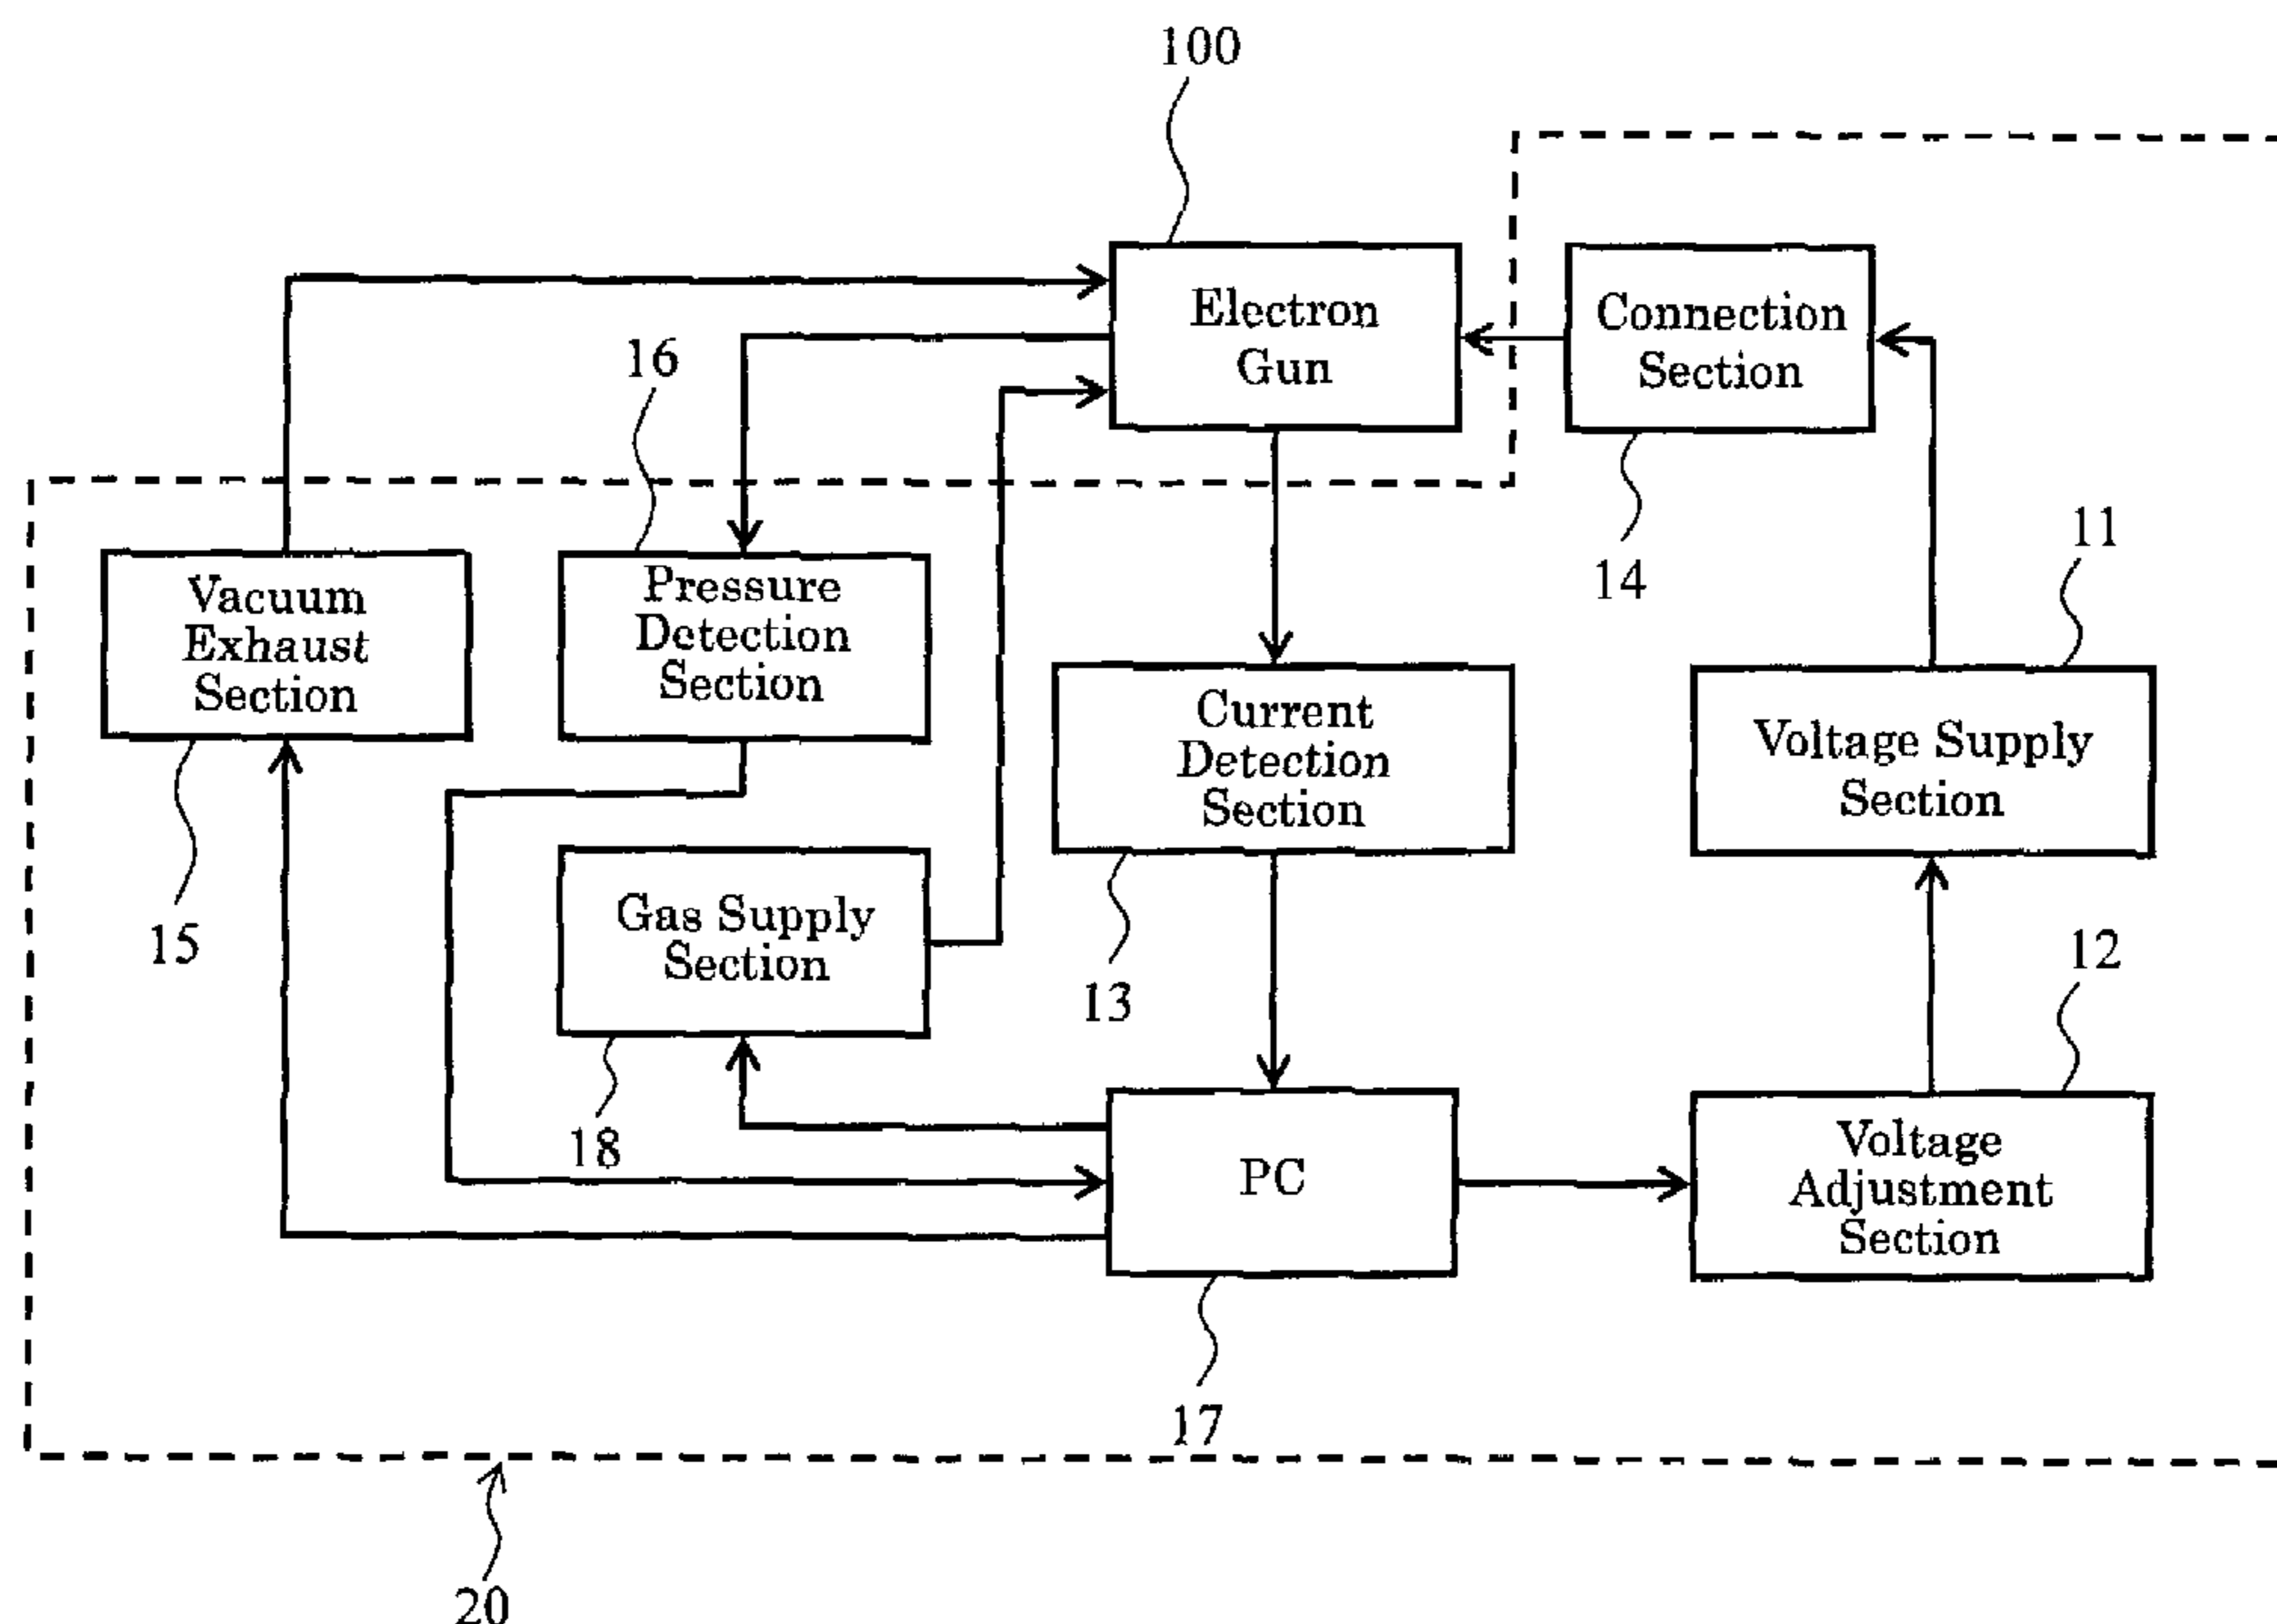 100
Electron
Gun
Connection
Section
14
16
Vacuum
Exhaust
Section
15
Pressure
Detection
Section
11
Voltage Supply
Section
Current
Detection
Section
13
Gas Supply
Section
18
12
Voltage
Adjustment
Section
PC
17
20